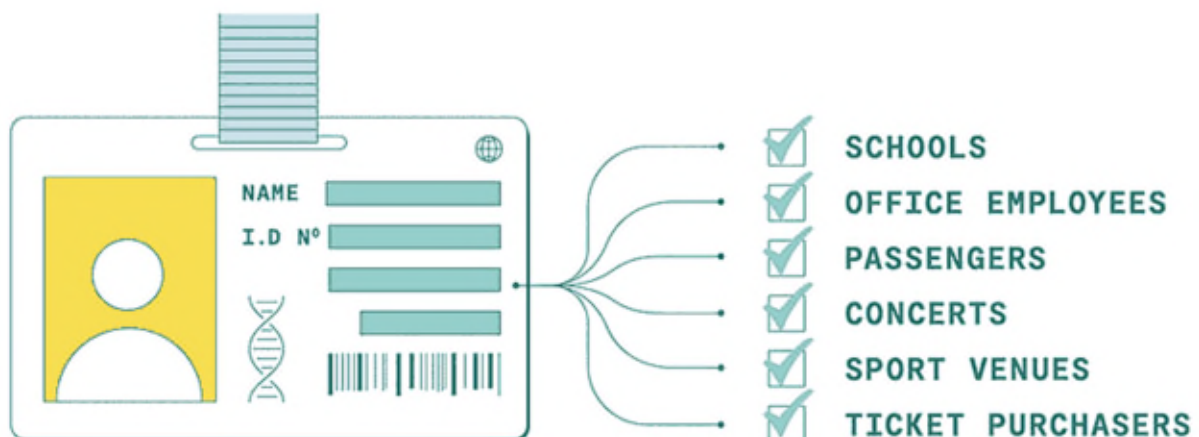 NAME
I.D Nº
SCHOOLS
OFFICE EMPLOYEES
PASSENGERS
CONCERTS
SPORT VENUES
TICKET PURCHASERS